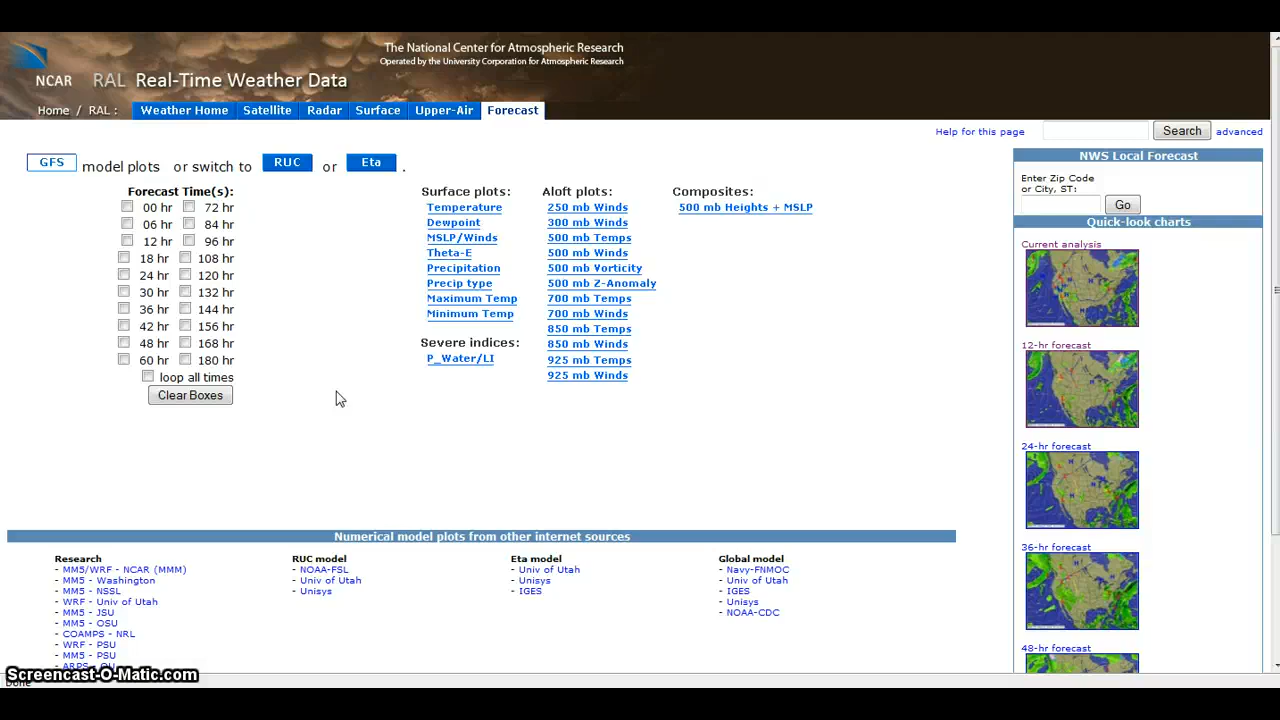 The National Center for Atmospheric Research
Operated by the University Corporation for Atmospheric Research
NCAR RAL Real-Time Weather Data
Home / RAL : Weather Home Satellite Radar Surface Upper-Air Forecast
Help for this page Search advanced
GFS model plots or switch to RUC or Eta .
Forecast Time(s):
00 hr 72 hr
06 hr 84 hr
12 hr 96 hr
18 hr 108 hr
24 hr 120 hr
30 hr 132 hr
36 hr 144 hr
42 hr 156 hr
48 hr 168 hr
60 hr 180 hr
loop all times
Clear Boxes
Surface plots:
Temperature
Dewpoint
MSLP/Winds
Theta-E
Precipitation
Precip type
Maximum Temp
Minimum Temp
Severe indices:
P_Water/LI
Aloft plots:
250 mb Winds
300 mb Winds
500 mb Temps
500 mb Winds
500 mb Vorticity
500 mb Z-Anomaly
700 mb Temps
700 mb Winds
850 mb Temps
850 mb Winds
925 mb Temps
925 mb Winds
Composites:
500 mb Heights + MSLP
NWS Local Forecast
Enter Zip Code
or City, ST:
Go
Quick-look charts
Current analysis
12-hr forecast
24-hr forecast
36-hr forecast
48-hr forecast
Numerical model plots from other internet sources
Research
- MM5/WRF - NCAR (MMM)
- MM5 - Washington
- MM5 - NSSL
- WRF - Univ of Utah
- MM5 - JSU
- MM5 - OSU
- COAMPS - NRL
- WRF - PSU
- MM5 - PSU
- ARPS - OU
RUC model
- NOAA-FSL
- Univ of Utah
- Unisys
Eta model
- Univ of Utah
- Unisys
- IGES
Global model
- Navy-FNMOC
- Univ of Utah
- IGES
- Unisys
- NOAA-CDC
Screencast-O-Matic.com
Done